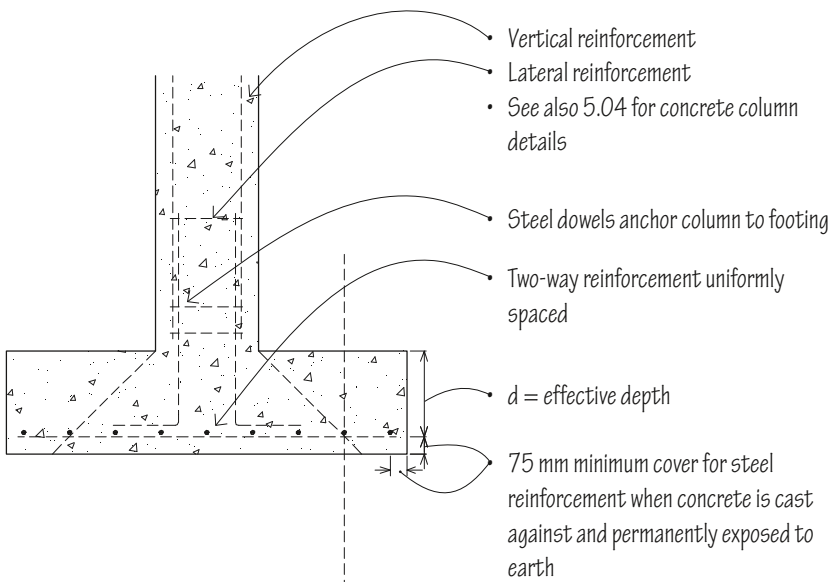 • Vertical reinforcement
• Lateral reinforcement
• See also 5.04 for concrete column
details
• Steel dowels anchor column to footing
• Two-way reinforcement uniformly
spaced
• d = effective depth
• 75 mm minimum cover for steel
reinforcement when concrete is cast
against and permanently exposed to
earth